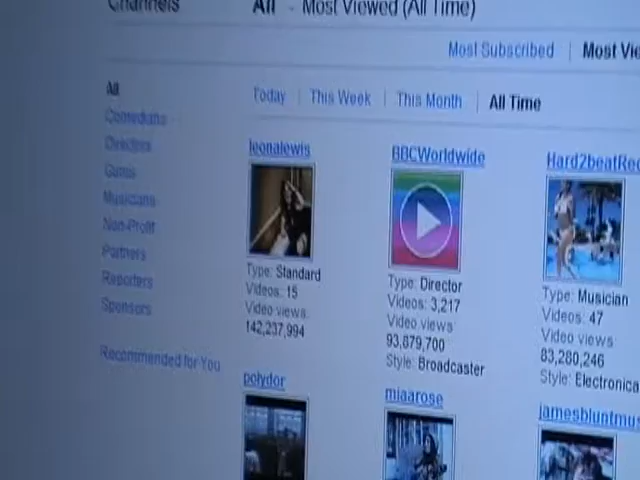 Channels
All - Most Viewed (All Time)
Most Subscribed | Most Vie
Today | This Week | This Month | All Time
All
Comedians
Directors
Gurus
Musicians
Non-Profit
Partners
Reporters
Sponsors
Recommended for You
leonalewis
Type: Standard
Videos: 15
Video views:
142,237,994
BBCWorldwide
Type: Director
Videos: 3,217
Video views:
93,879,700
Style: Broadcaster
Hard2beatRec
Type: Musician
Videos: 47
Video views:
83,280,246
Style: Electronica
polydor
miaarose
jamesbluntmus